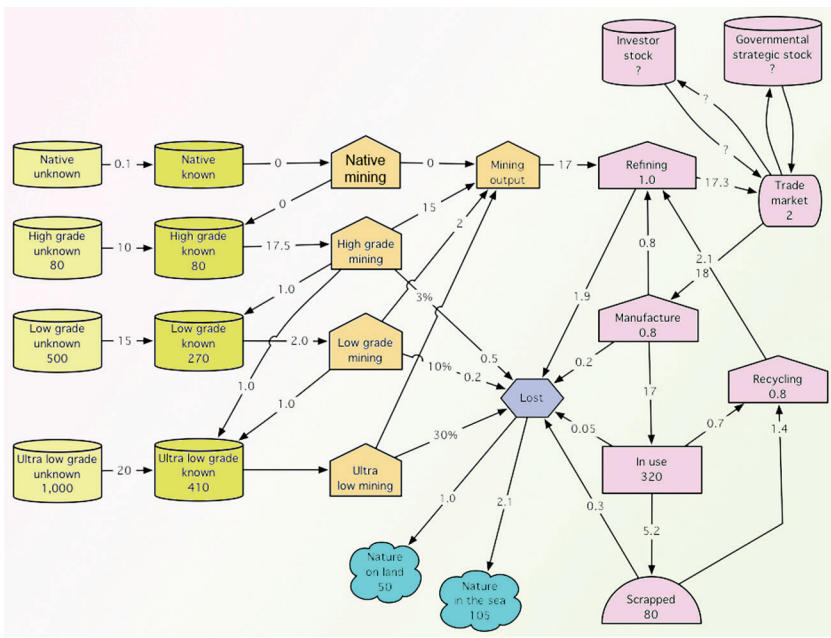 Investor
stock
?
Governmental
strategic stock
?
?
?
Native
unknown
0.1
Native
known
0
Native
mining
0
Mining
output
17
Refining
1.0
17.3
Trade
market
2
0
15
2
High grade
unknown
80
10
High grade
known
80
17.5
High grade
mining
0.8
2.1
18
1.0
3%
1.9
Low grade
unknown
500
15
Low grade
known
270
2.0
Low grade
mining
Manufacture
0.8
0.5
10%
0.2
0.2
Recycling
0.8
1.0
1.0
Lost
17
30%
0.05
0.7
1.4
Ultra low grade
unknown
1,000
20
Ultra low grade
known
410
Ultra
low mining
In use
320
1.0
2.1
0.3
5.2
Nature
on land
50
Nature
in the sea
105
Scrapped
80